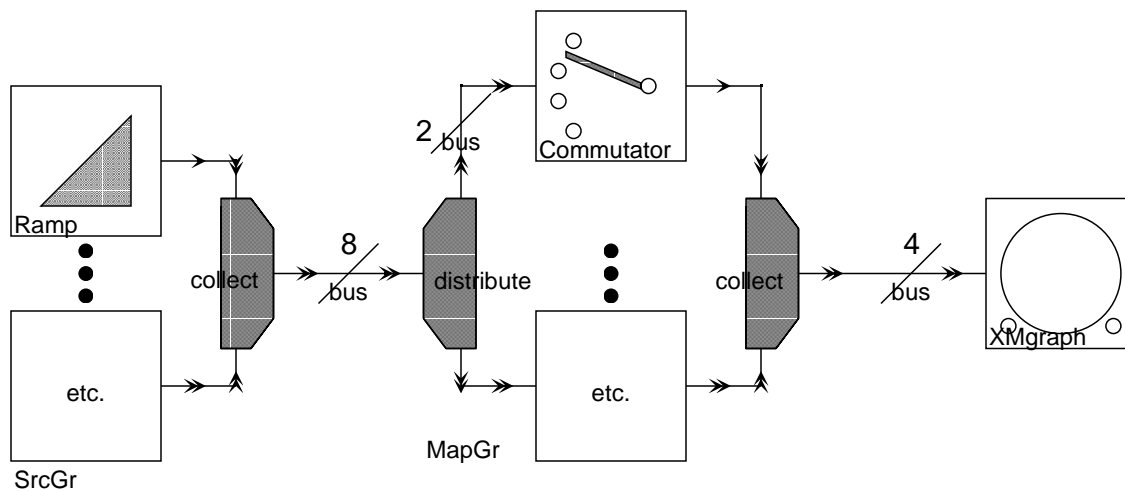 2
bus
Commutator
Ramp
8
4
collect
distribute
collect
bus
bus
XMgraph
etc.
etc.
MapGr
SrcGr